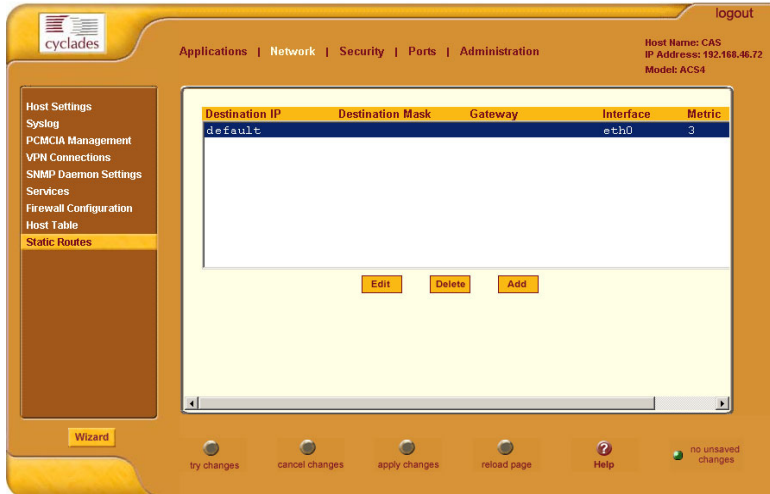 logout
cyclades
Applications | Network | Security | Ports | Administration
Host Name: CAS
IP Address: 192.168.46.72
Model: ACS4
Host Settings
Syslog
PCMCIA Management
VPN Connections
SNMP Daemon Settings
Services
Firewall Configuration
Host Table
Static Routes
Destination IP Destination Mask Gateway Interface Metric
default eth0 3
Edit Delete Add
Wizard
try changes cancel changes apply changes reload page Help no unsaved changes